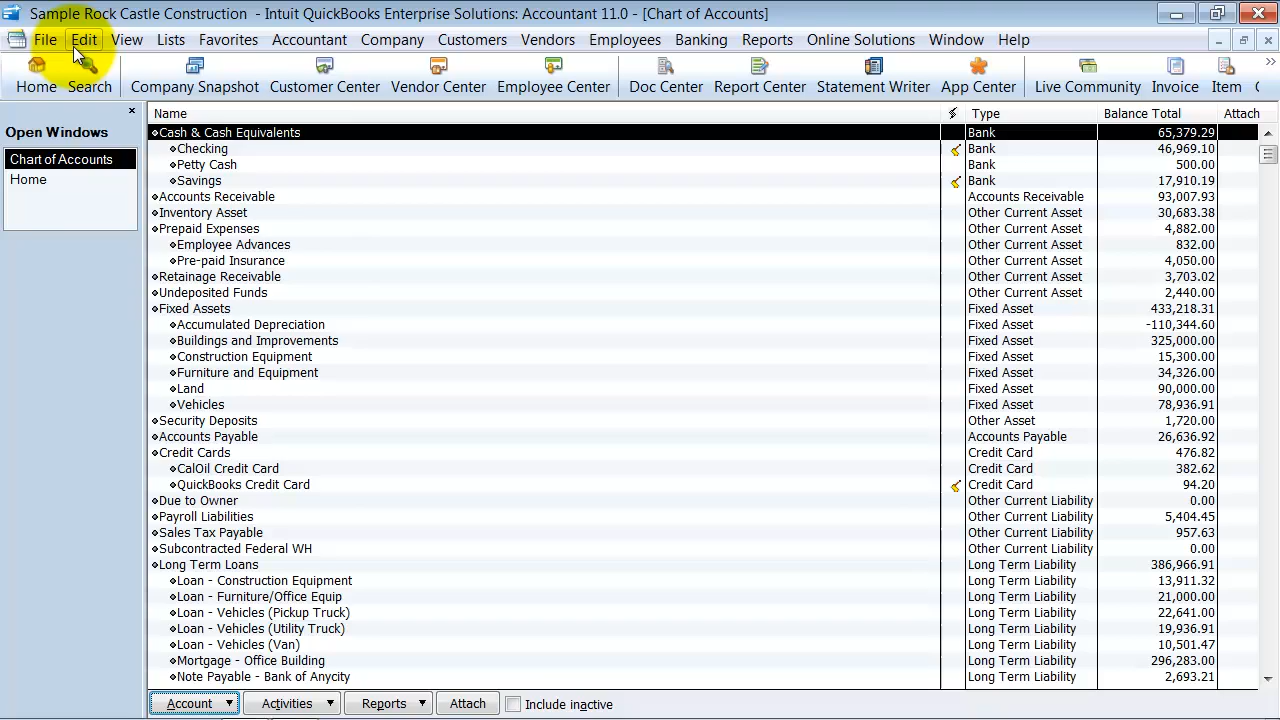 Sample Rock Castle Construction - Intuit QuickBooks Enterprise Solutions: Accountant 11.0 - [Chart of Accounts]
File Edit View Lists Favorites Accountant Company Customers Vendors Employees Banking Reports Online Solutions Window Help
Home Search Company Snapshot Customer Center Vendor Center Employee Center Doc Center Report Center Statement Writer App Center Live Community Invoice Item
Open Windows
Chart of Accounts
Home
Name Type Balance Total Attach
Cash & Cash Equivalents Bank 65,379.29
Checking Bank 46,969.10
Petty Cash Bank 500.00
Savings Bank 17,910.19
Accounts Receivable Accounts Receivable 93,007.93
Inventory Asset Other Current Asset 30,683.38
Prepaid Expenses Other Current Asset 4,882.00
Employee Advances Other Current Asset 832.00
Pre-paid Insurance Other Current Asset 4,050.00
Retainage Receivable Other Current Asset 3,703.02
Undeposited Funds Other Current Asset 2,440.00
Fixed Assets Fixed Asset 433,218.31
Accumulated Depreciation Fixed Asset -110,344.60
Buildings and Improvements Fixed Asset 325,000.00
Construction Equipment Fixed Asset 15,300.00
Furniture and Equipment Fixed Asset 34,326.00
Land Fixed Asset 90,000.00
Vehicles Fixed Asset 78,936.91
Security Deposits Other Asset 1,720.00
Accounts Payable Accounts Payable 26,636.92
Credit Cards Credit Card 476.82
CalOil Credit Card Credit Card 382.62
QuickBooks Credit Card Credit Card 94.20
Due to Owner Other Current Liability 0.00
Payroll Liabilities Other Current Liability 5,404.45
Sales Tax Payable Other Current Liability 957.63
Subcontracted Federal WH Other Current Liability 0.00
Long Term Loans Long Term Liability 386,966.91
Loan - Construction Equipment Long Term Liability 13,911.32
Loan - Furniture/Office Equip Long Term Liability 21,000.00
Loan - Vehicles (Pickup Truck) Long Term Liability 22,641.00
Loan - Vehicles (Utility Truck) Long Term Liability 19,936.91
Loan - Vehicles (Van) Long Term Liability 10,501.47
Mortgage - Office Building Long Term Liability 296,283.00
Note Payable - Bank of Anycity Long Term Liability 2,693.21
Account Activities Reports Attach Include inactive